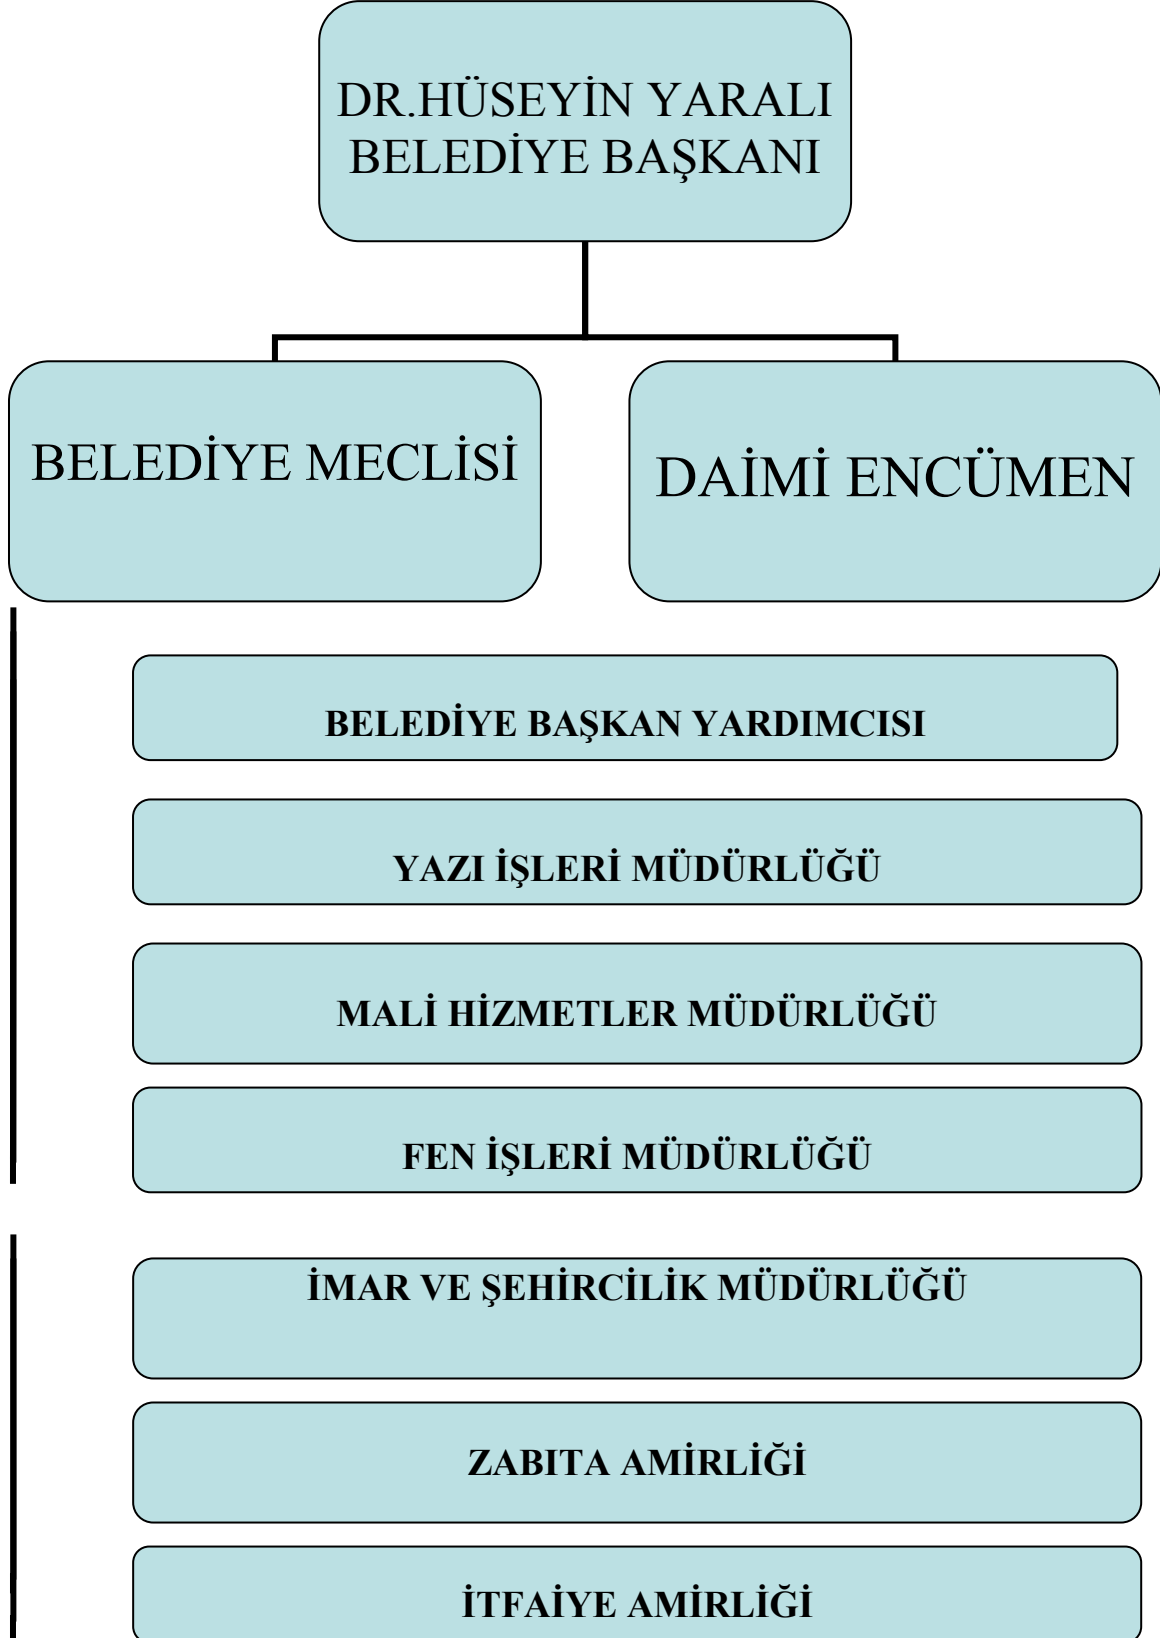 DR.HÜSEYİN YARALI
BELEDİYE BAŞKANI
BELEDİYE MECLİSİ
DAİMİ ENCÜMEN
BELEDİYE BAŞKAN YARDIMCISI
YAZI İŞLERİ MÜDÜRLÜĞÜ
MALİ HİZMETLER MÜDÜRLÜĞÜ
FEN İŞLERİ MÜDÜRLÜĞÜ
İMAR VE ŞEHİRCİLİK MÜDÜRLÜĞÜ
ZABITA AMİRLİĞİ
İTFAİYE AMİRLİĞİ